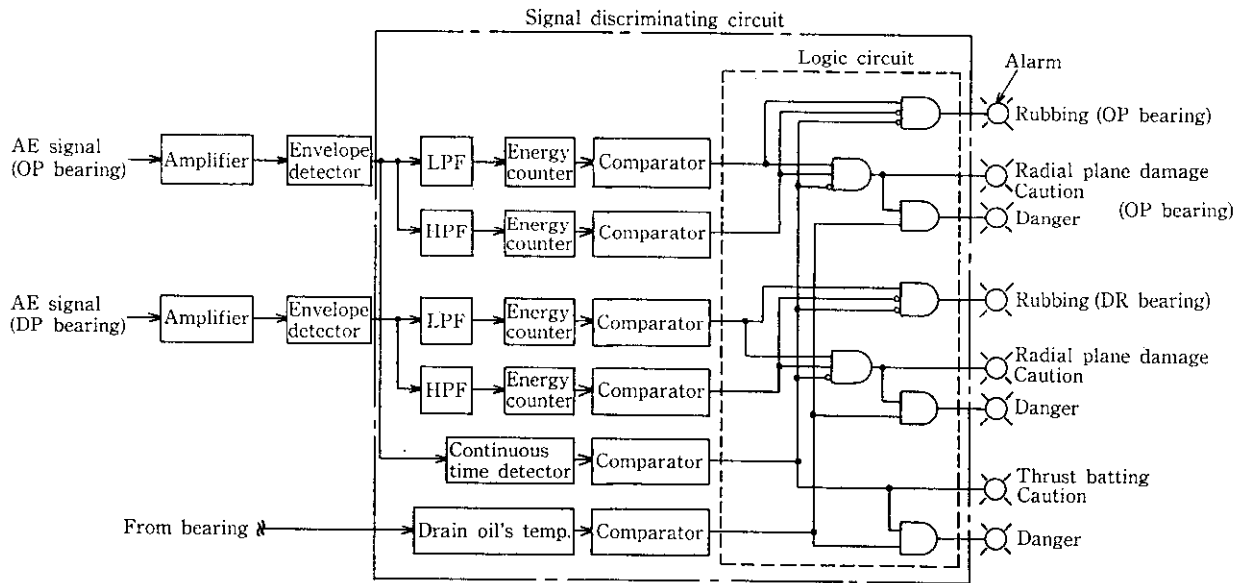 Signal discriminating circuit
Logic circuit
Alarm
AE signal
(OP bearing)
Amplifier
Envelope
detector
LPF
Energy
counter
Comparator
HPF
Energy
counter
Comparator
Rubbing (OP bearing)
Radial plane damage
Caution
(OP bearing)
Danger
AE signal
(DP bearing)
Amplifier
Envelope
detector
LPF
Energy
counter
Comparator
HPF
Energy
counter
Comparator
Rubbing (DR bearing)
Radial plane damage
Caution
Danger
Continuous
time detector
Comparator
Thrust batting
Caution
From bearing
Drain oil's temp.
Comparator
Danger